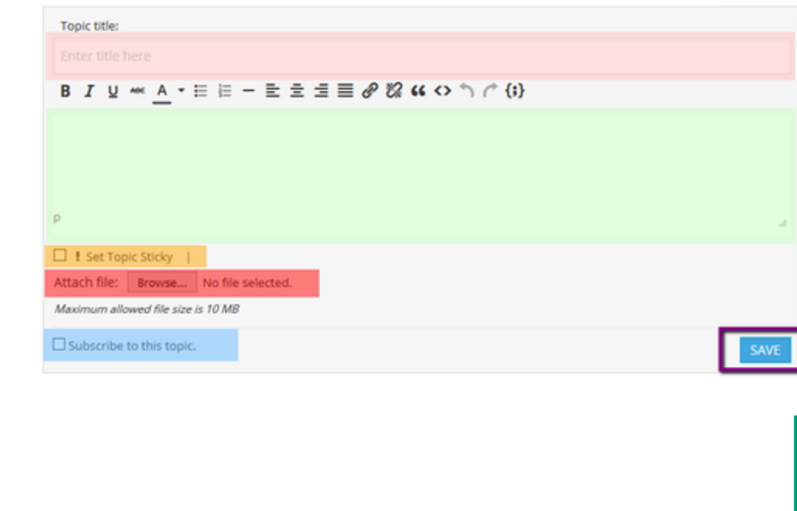 Topic title:
Enter title here
B I U ABC A
P
! Set Topic Sticky |
Attach file: Browse... No file selected.
Maximum allowed file size is 10 MB
Subscribe to this topic.
SAVE